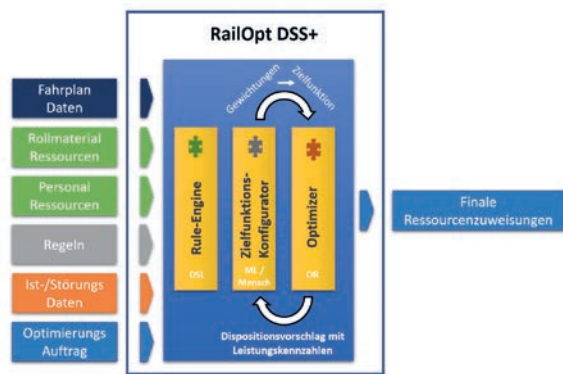 RailOpt DSS+
Fahrplan
Daten
Rollmaterial
Ressourcen
Personal
Ressourcen
Regeln
Ist-/Störungs
Daten
Optimierungs
Auftrag
Gewichtungen → Zielfunktion
Rule-Engine
DSL
Zielfunktions-
Konfigurator
ML /
Mensch
Optimizer
OR
Dispositionsvorschlag mit
Leistungskennzahlen
Finale
Ressourcenzuweisungen